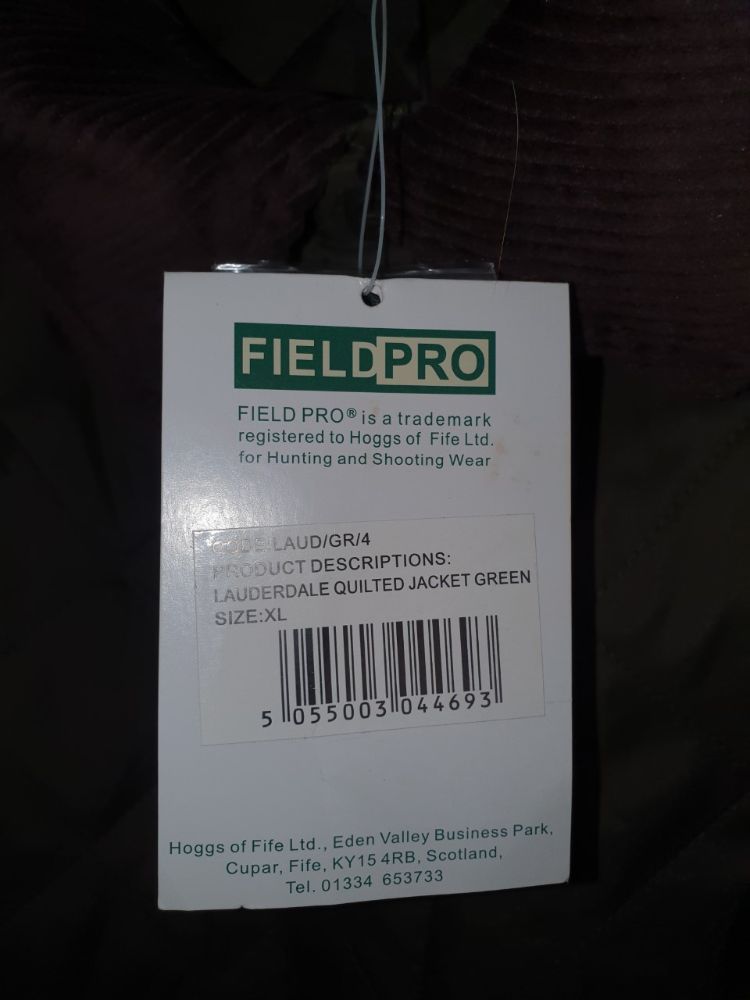 FIELDPRO
FIELD PRO® is a trademark
registered to Hoggs of Fife Ltd.
for Hunting and Shooting Wear
CODE:LAUD/GR/4
PRODUCT DESCRIPTIONS:
LAUDERDALE QUILTED JACKET GREEN
SIZE:XL
5 055003 044693
Hoggs of Fife Ltd., Eden Valley Business Park,
Cupar, Fife, KY15 4RB, Scotland,
Tel. 01334 653733